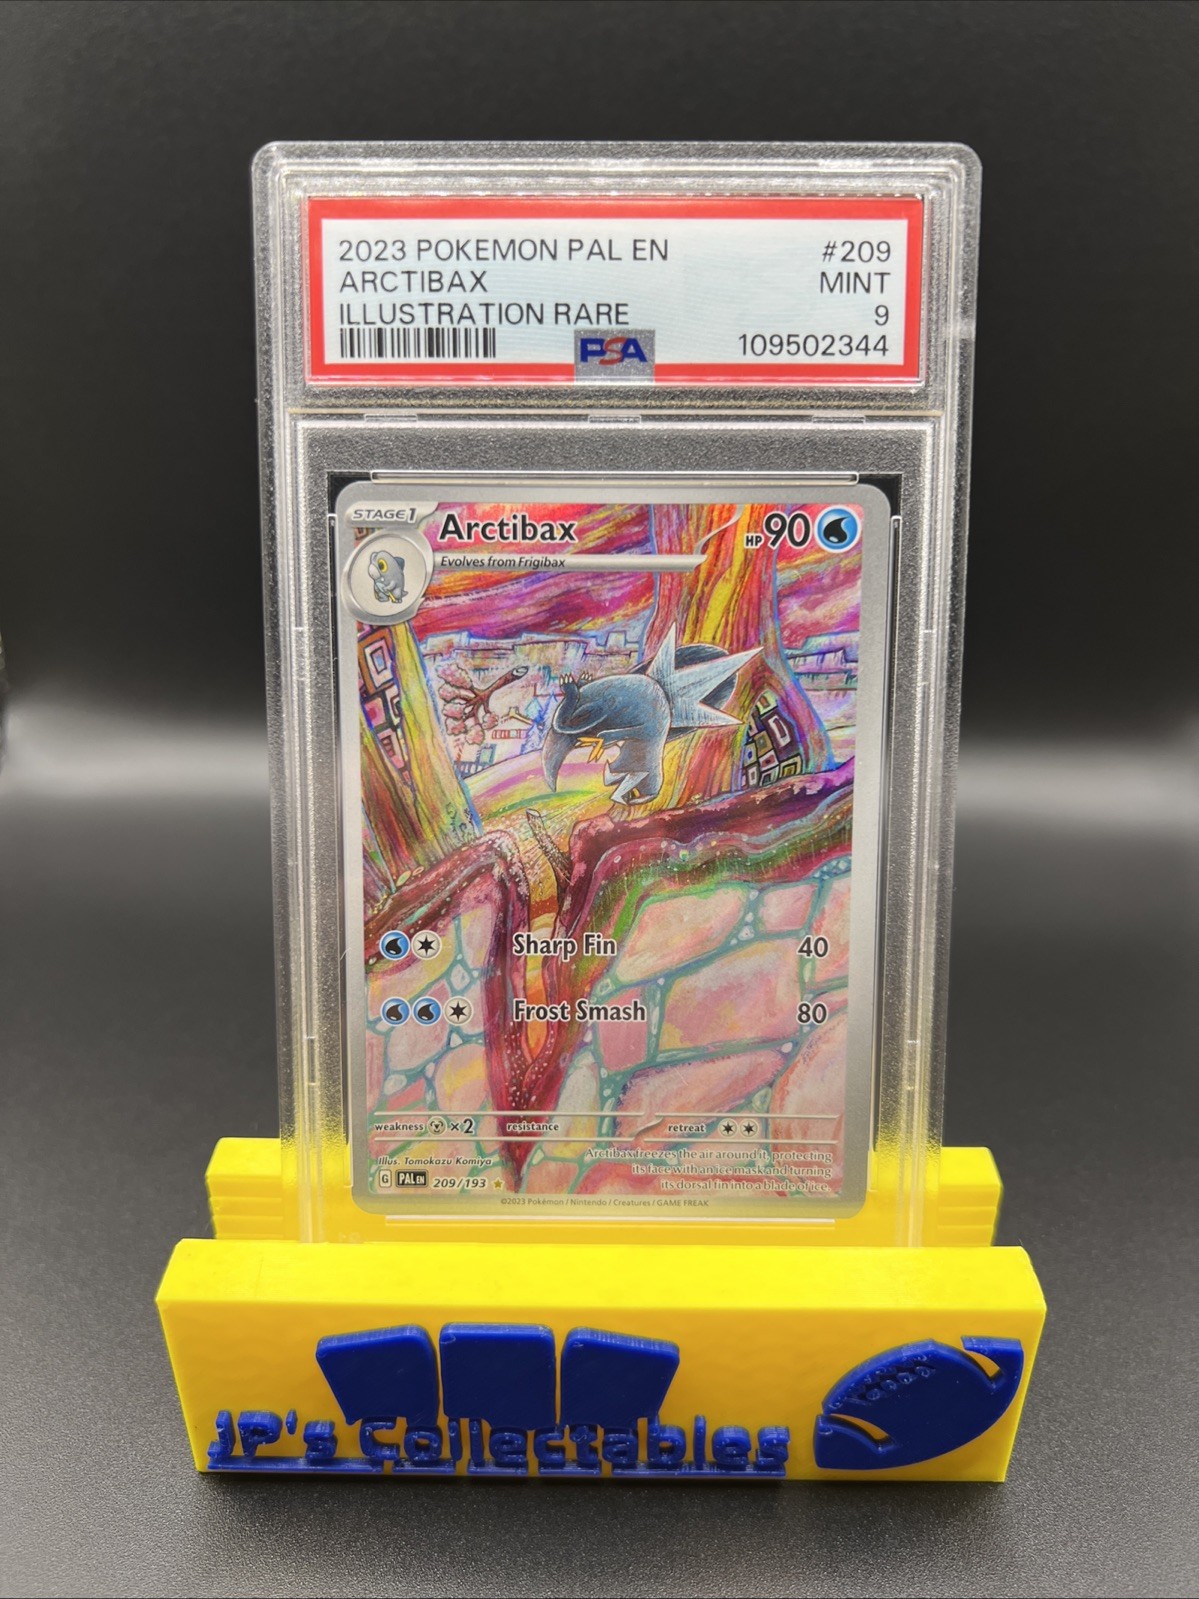 2023 POKEMON PAL EN #209
ARCTIBAX MINT
ILLUSTRATION RARE 9
PSA 109502344
STAGE1 Arctibax HP 90
Evolves from Frigibax
Sharp Fin 40
Frost Smash 80
weakness ×2 resistance retreat
Illus. Tomokazu Komiya
Arctibax freezes the air around it, protecting
its face with an ice mask and turning
its dorsal fin into a blade of ice.
G PAL EN 209/193
©2023 Pokémon / Nintendo / Creatures / GAME FREAK
JP's Collectables